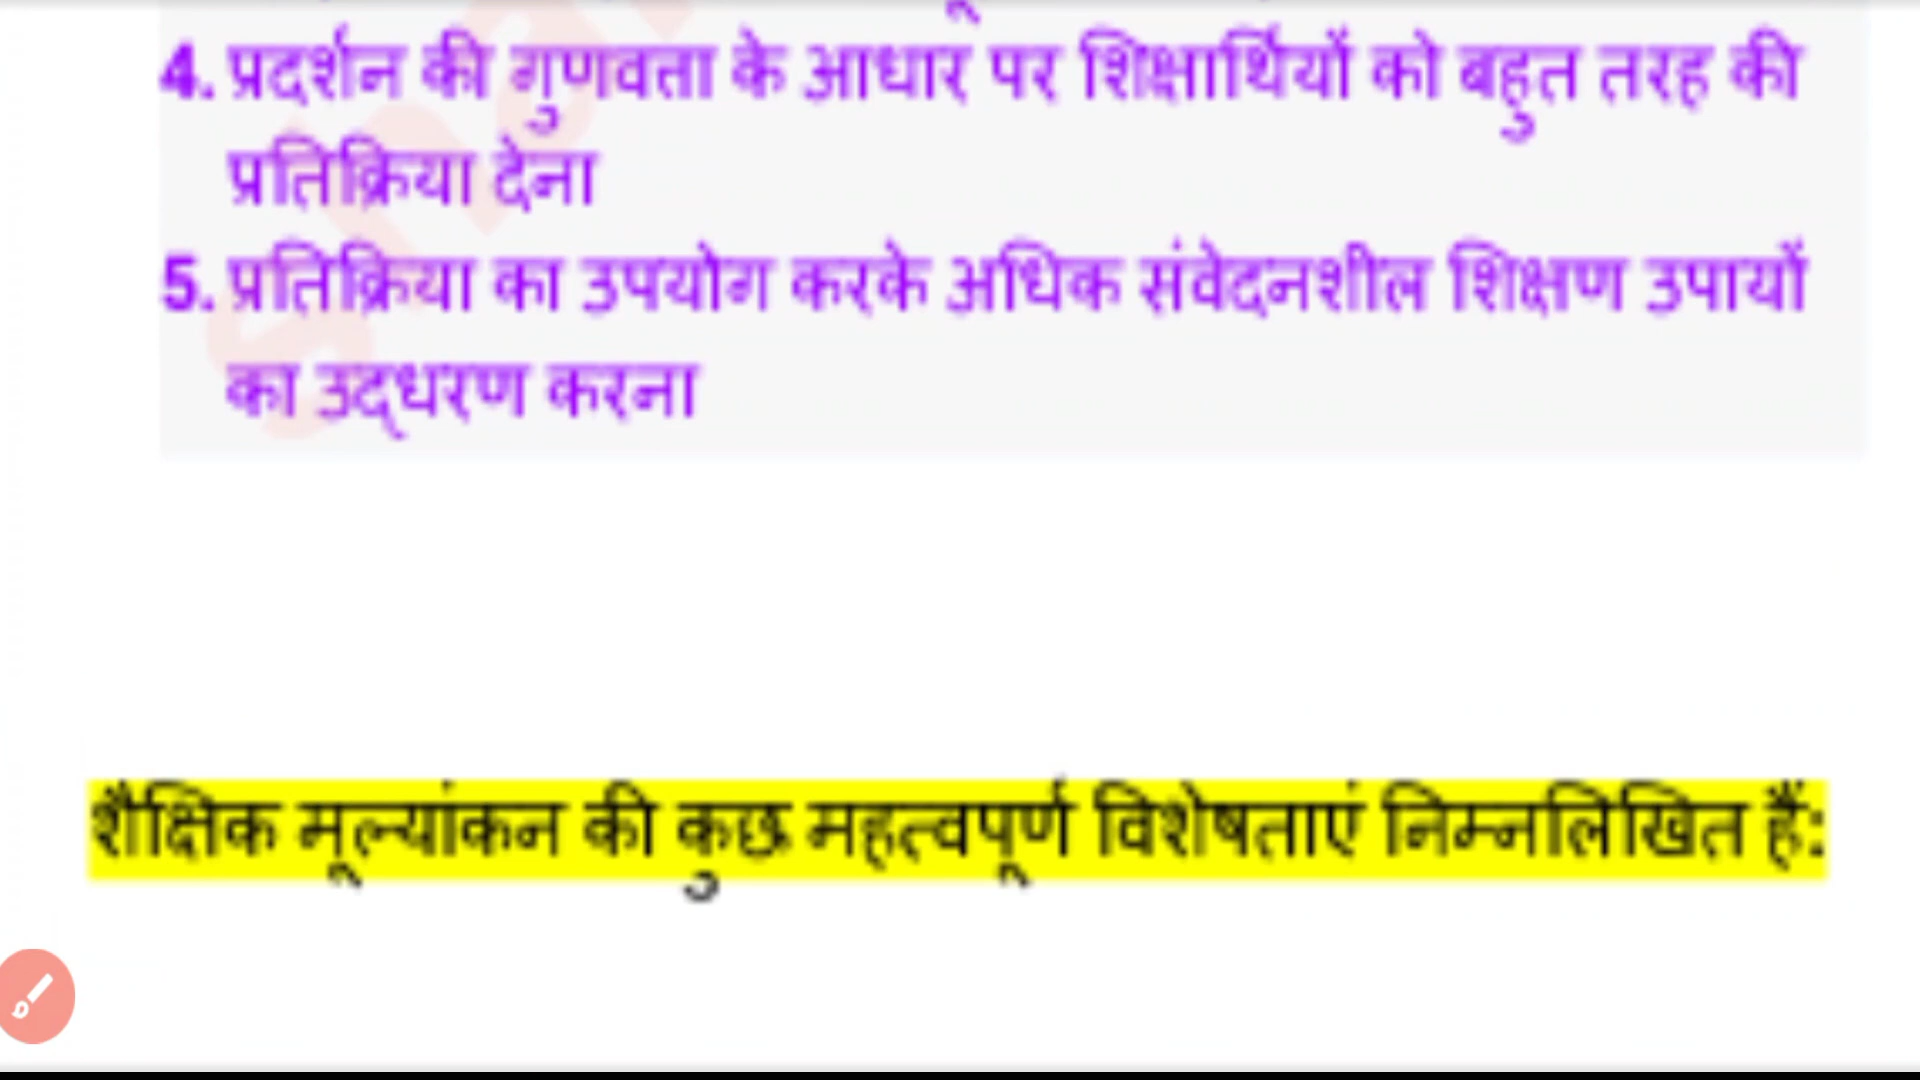 4. प्रदर्शन की गुणवत्ता के आधार पर शिक्षार्थियों को बहुत तरह की
प्रतिक्रिया देना
5. प्रतिक्रिया का उपयोग करके अधिक संवेदनशील शिक्षण उपायों
का उद्धरण करना
शैक्षिक मूल्यांकन की कुछ महत्वपूर्ण विशेषताएं निम्नलिखित हैं: